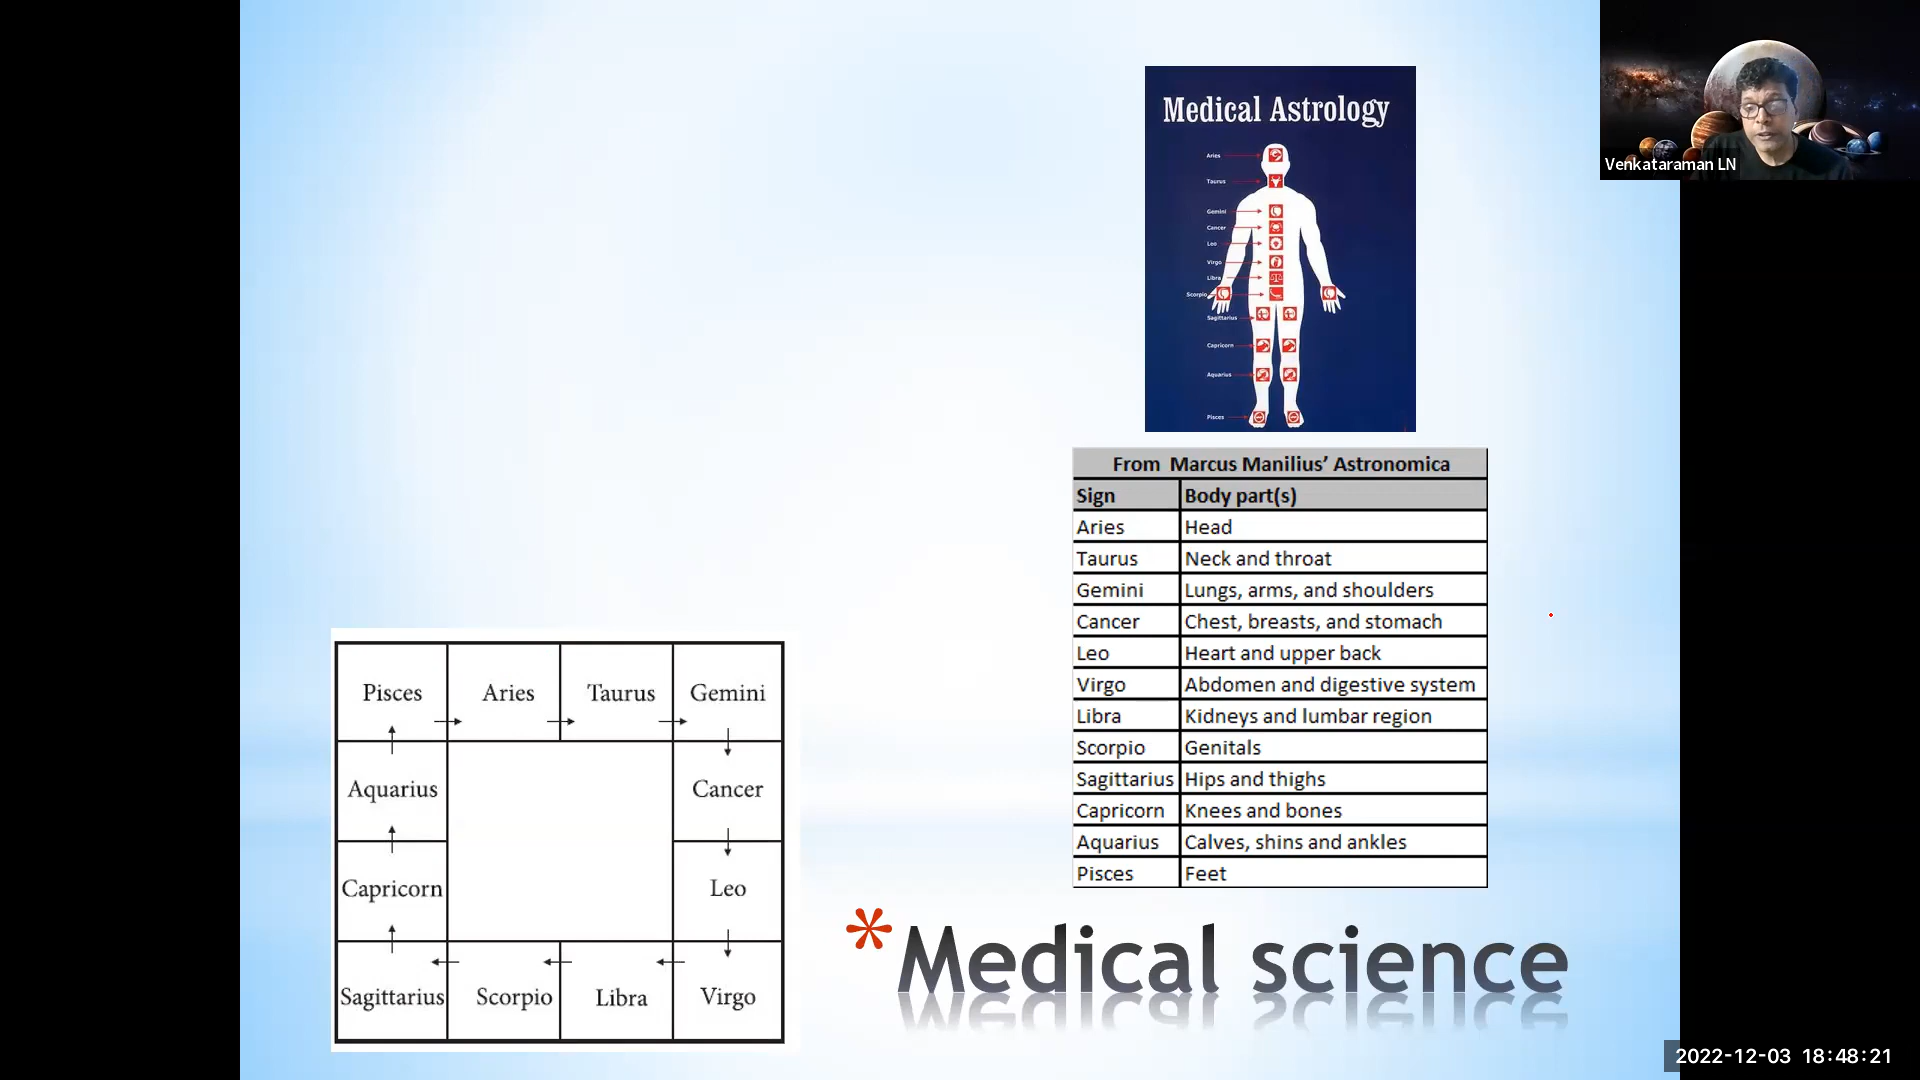 Medical Astrology
Aries
Taurus
Gemini
Cancer
Leo
Virgo
Libra
Scorpio
Sagittarius
Capricorn
Aquarius
Pisces
Venkataraman LN
From Marcus Manilius’ Astronomica
Sign Body part(s)
Aries Head
Taurus Neck and throat
Gemini Lungs, arms, and shoulders
Cancer Chest, breasts, and stomach
Leo Heart and upper back
Virgo Abdomen and digestive system
Libra Kidneys and lumbar region
Scorpio Genitals
Sagittarius Hips and thighs
Capricorn Knees and bones
Aquarius Calves, shins and ankles
Pisces Feet
Pisces Aries Taurus Gemini
Aquarius Cancer
Capricorn Leo
Sagittarius Scorpio Libra Virgo
*Medical science
2022-12-03 18:48:21